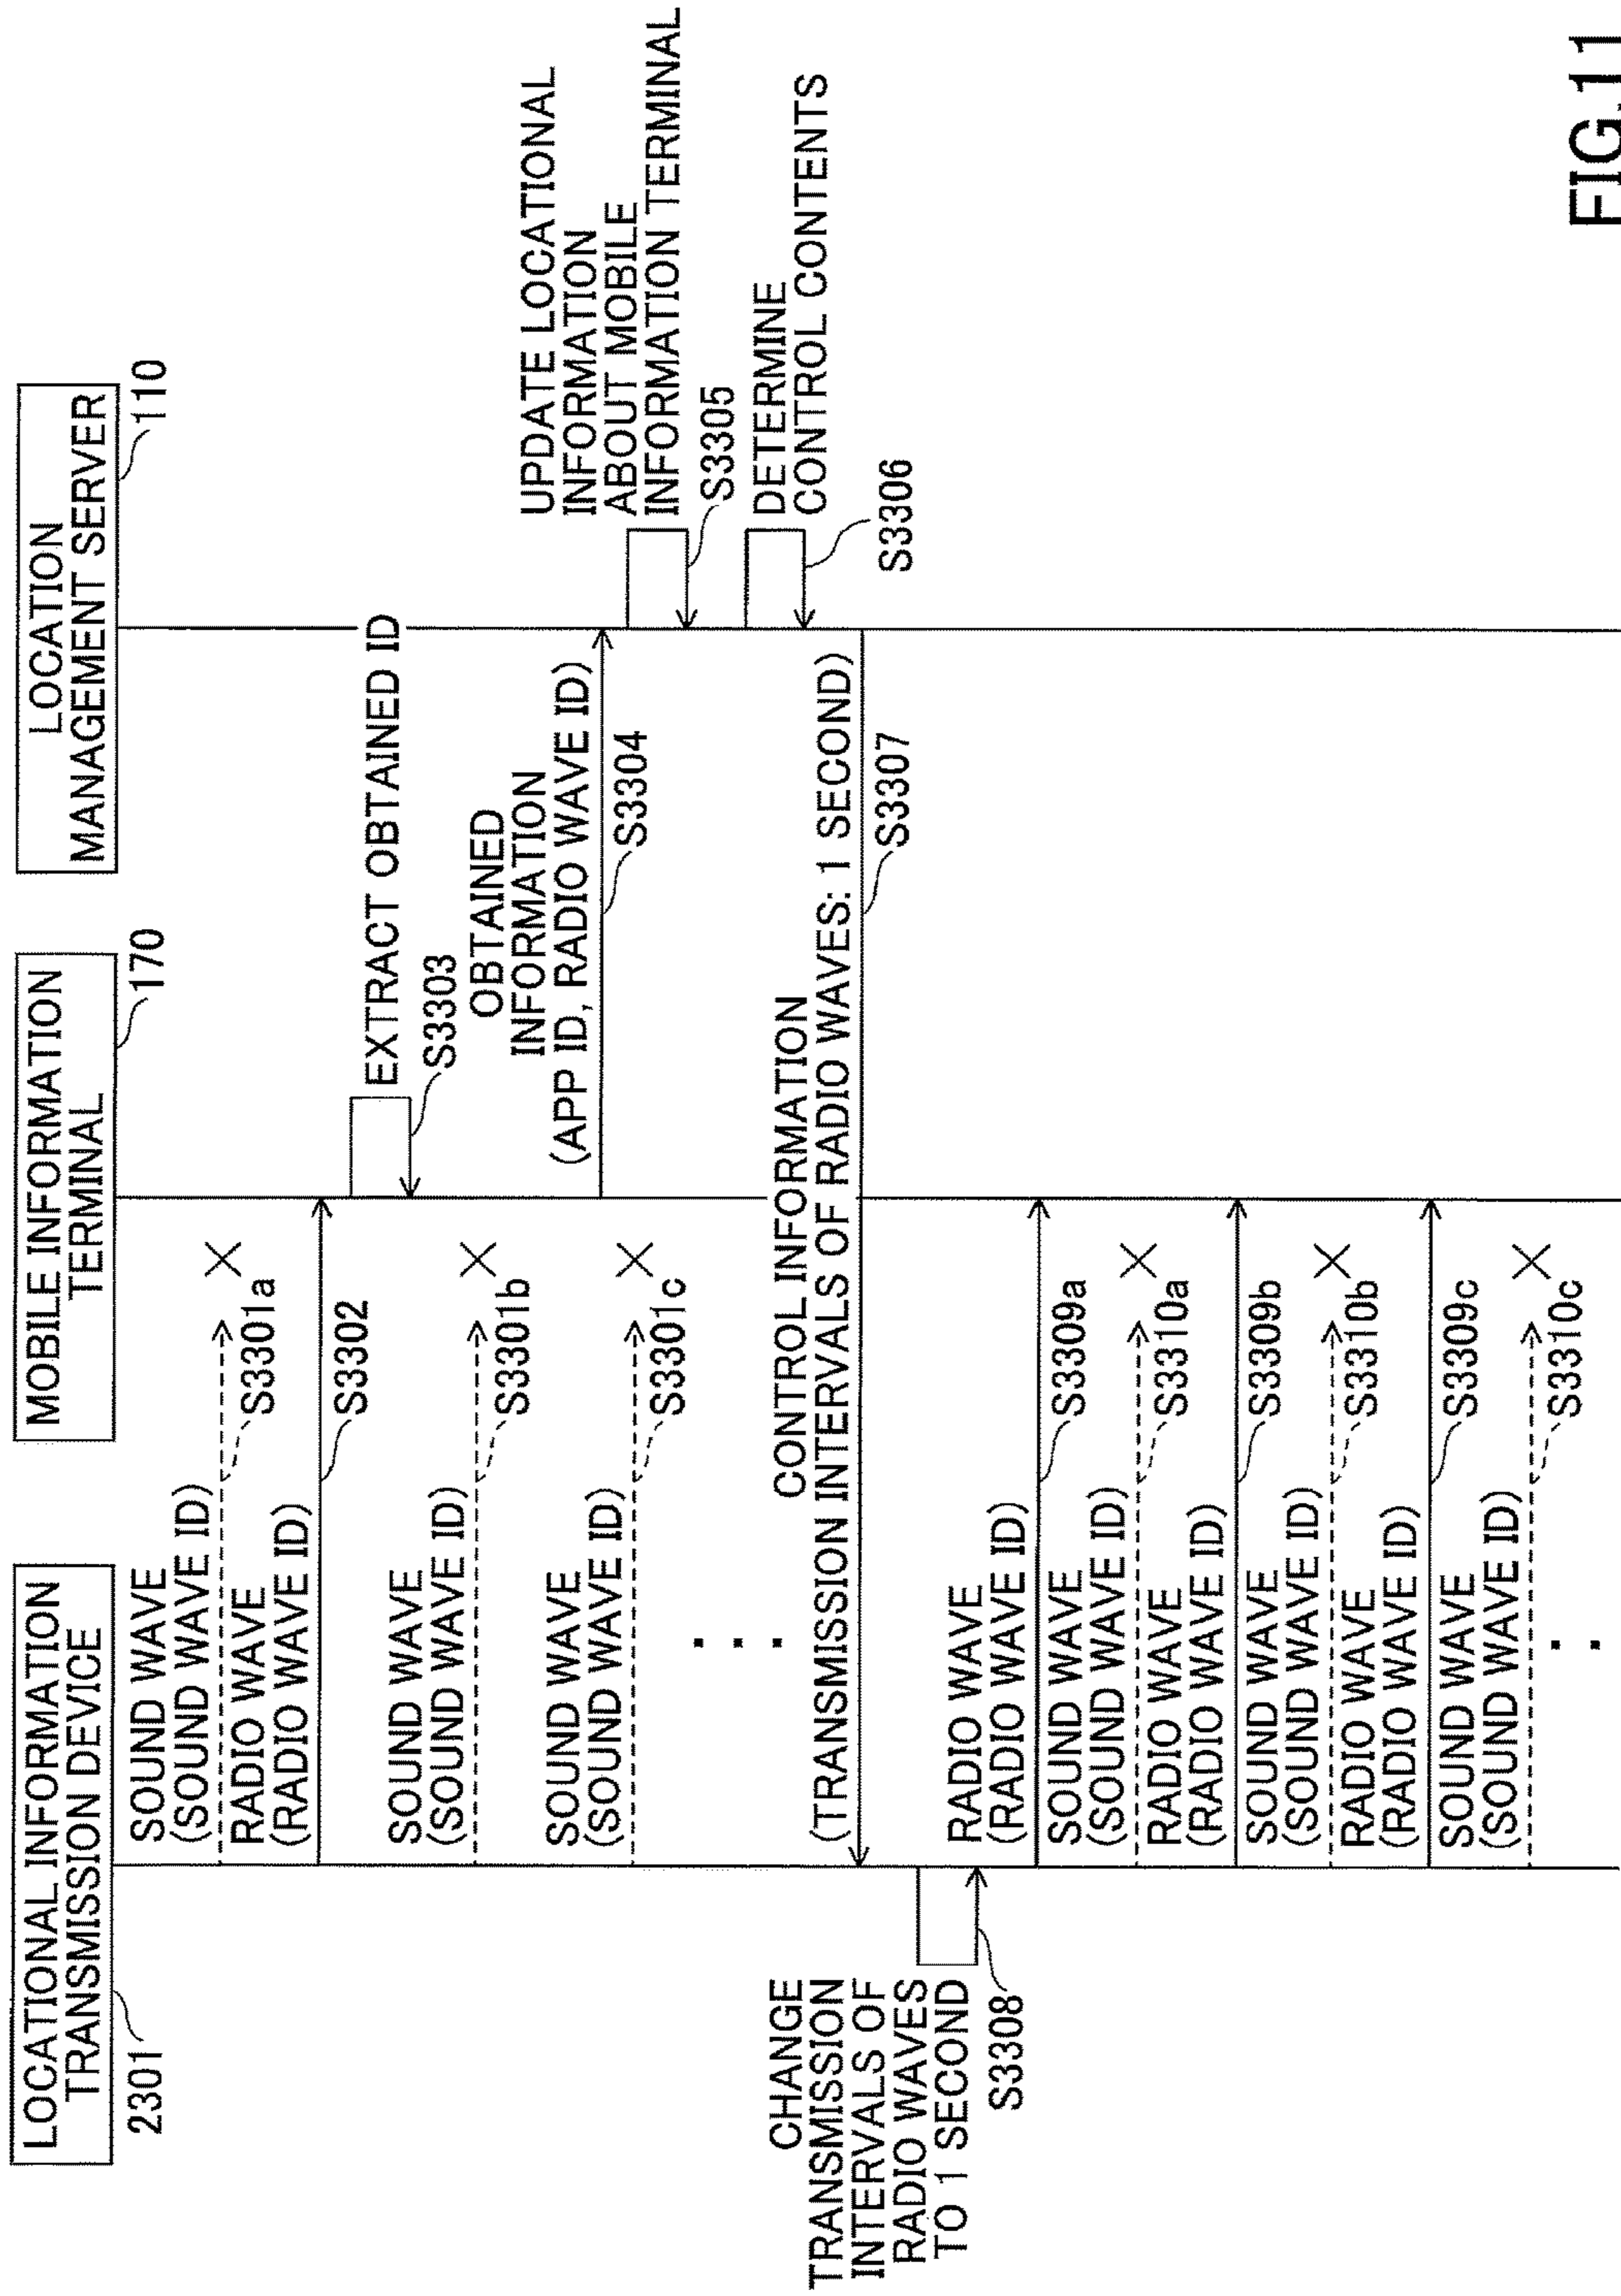 LOCATIONAL INFORMATION
TRANSMISSION DEVICE
2301
MOBILE INFORMATION
TERMINAL
170
LOCATION
MANAGEMENT SERVER
110
SOUND WAVE
(SOUND WAVE ID)
S3301a
RADIO WAVE
(RADIO WAVE ID)
S3302
EXTRACT OBTAINED ID
S3303
SOUND WAVE
(SOUND WAVE ID)
S3301b
OBTAINED
INFORMATION
(APP ID, RADIO WAVE ID)
S3304
SOUND WAVE
(SOUND WAVE ID)
S3301c
UPDATE LOCATIONAL
INFORMATION
ABOUT MOBILE
INFORMATION TERMINAL
S3305
DETERMINE
CONTROL CONTENTS
S3306
CONTROL INFORMATION
(TRANSMISSION INTERVALS OF RADIO WAVES: 1 SECOND)
S3307
CHANGE
TRANSMISSION
INTERVALS OF
RADIO WAVES
TO 1 SECOND
S3308
RADIO WAVE
(RADIO WAVE ID)
S3309a
SOUND WAVE
(SOUND WAVE ID)
S3310a
RADIO WAVE
(RADIO WAVE ID)
S3309b
SOUND WAVE
(SOUND WAVE ID)
S3310b
RADIO WAVE
(RADIO WAVE ID)
S3309c
SOUND WAVE
(SOUND WAVE ID)
S3310c
FIG.11